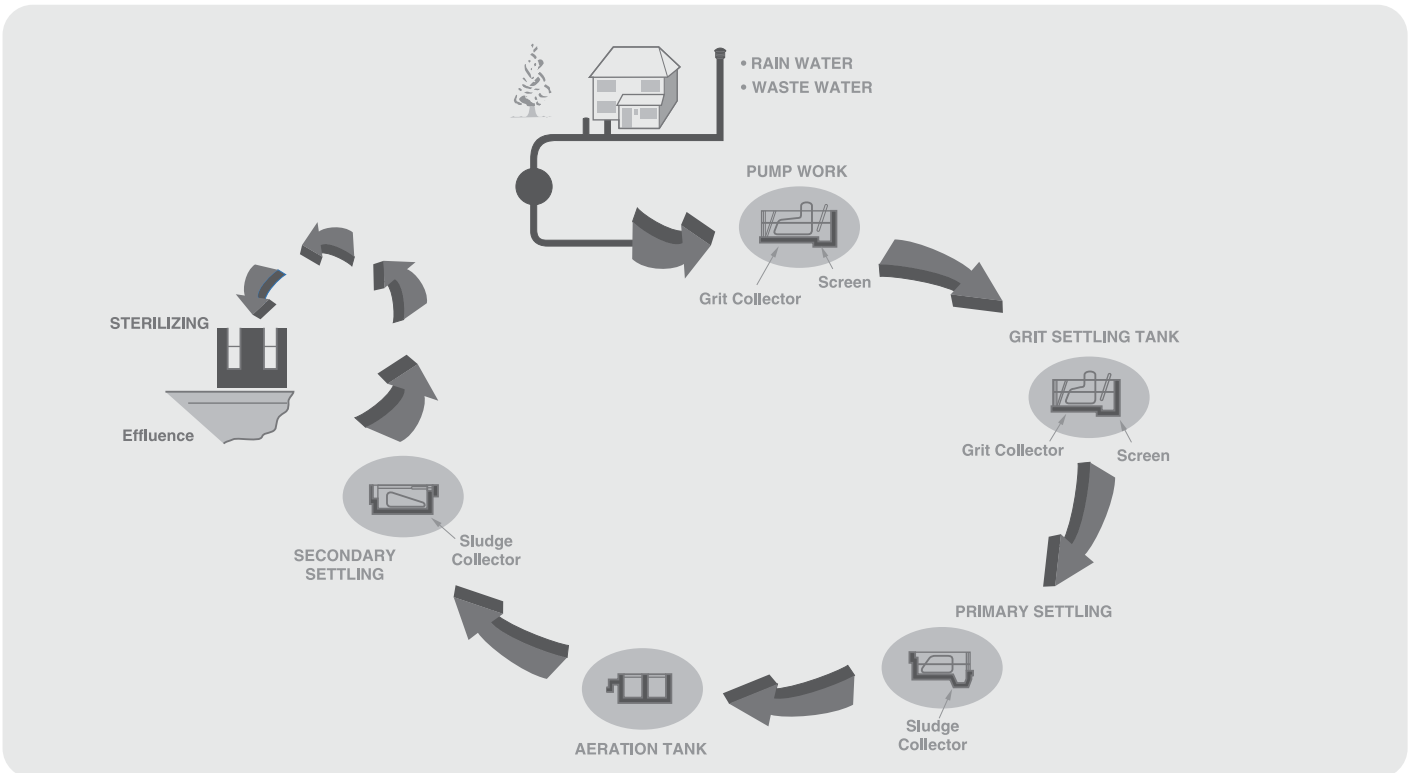 • RAIN WATER
• WASTE WATER
PUMP WORK
Grit Collector
Screen
GRIT SETTLING TANK
Grit Collector
Screen
PRIMARY SETTLING
Sludge
Collector
AERATION TANK
SECONDARY
SETTLING
Sludge
Collector
STERILIZING
Effluence